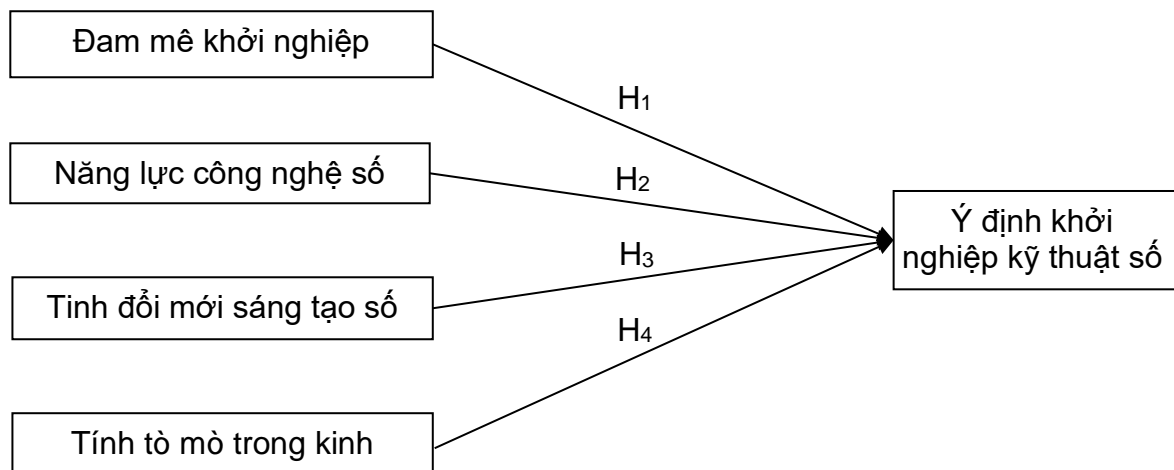 Đam mê khởi nghiệp
H1
Năng lực công nghệ số
H2
Ý định khởi
nghiệp kỹ thuật số
H3
Tinh đổi mới sáng tạo số
H4
Tính tò mò trong kinh